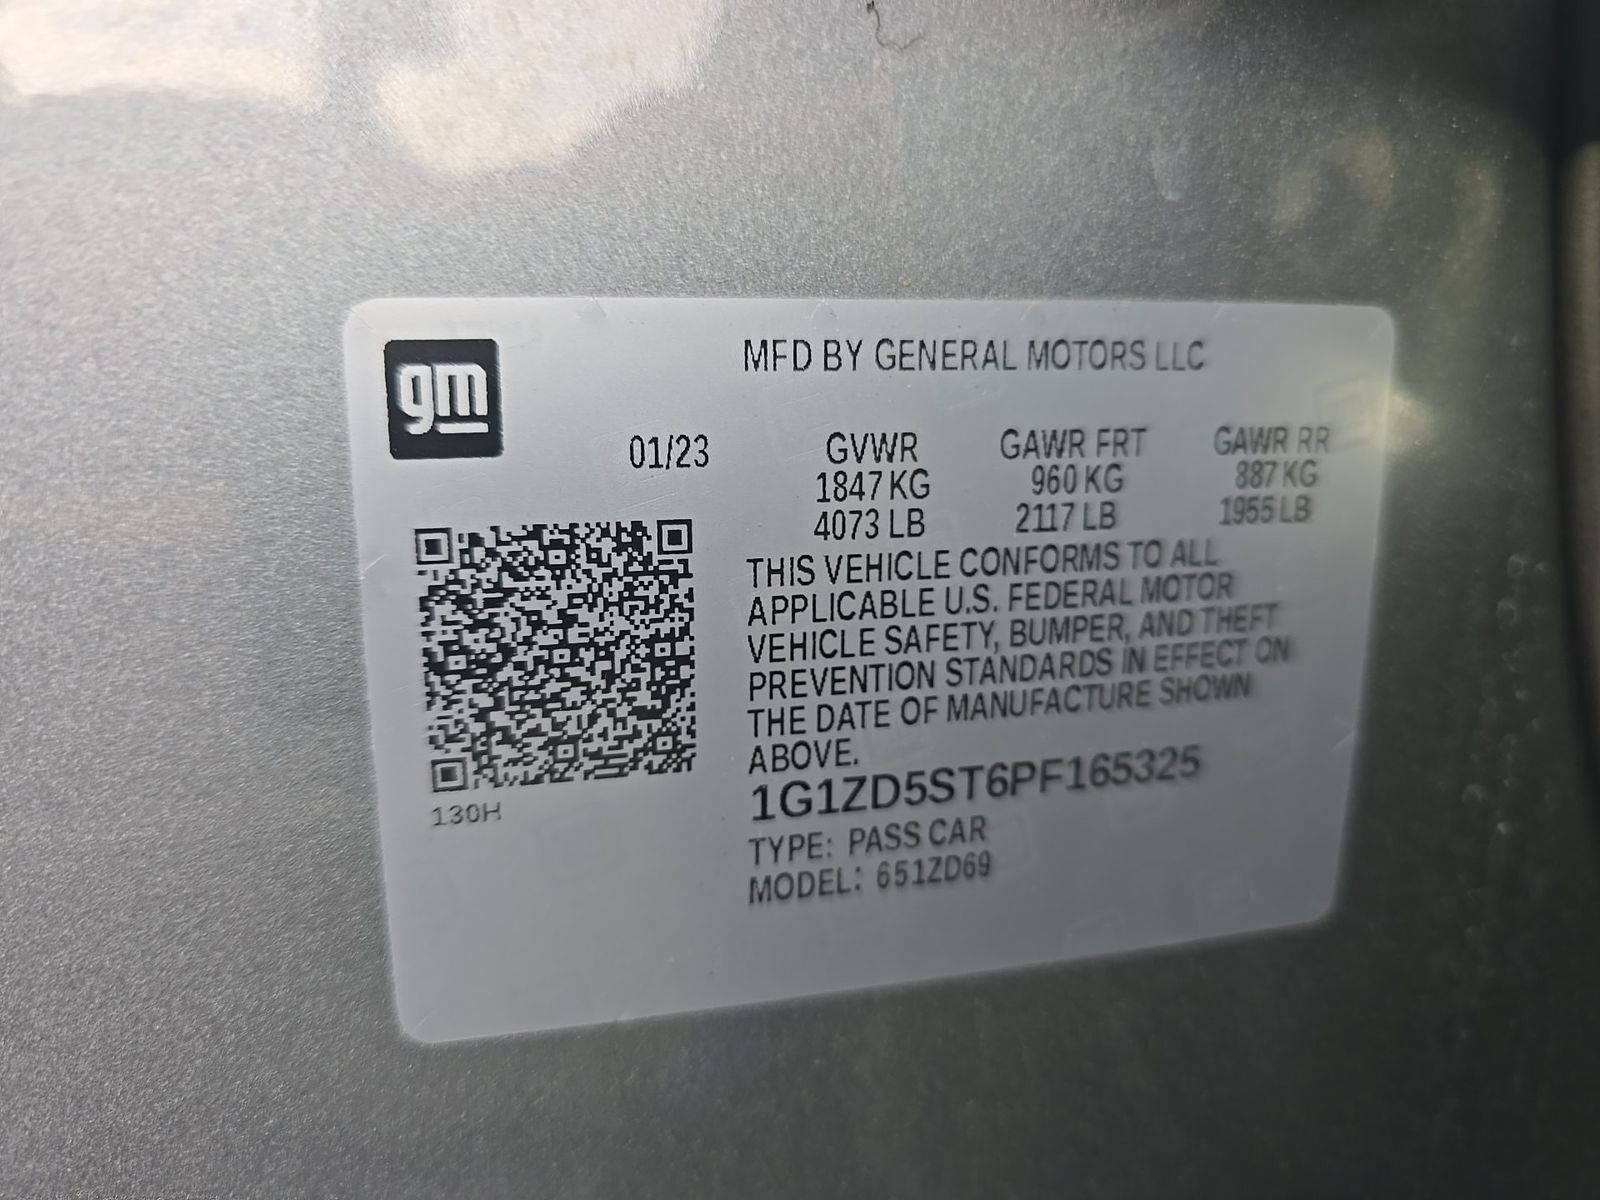 gm
MFD BY GENERAL MOTORS LLC
01/23 GVWR GAWR FRT GAWR RR
1847 KG 960 KG 887 KG
4073 LB 2117 LB 1955 LB
THIS VEHICLE CONFORMS TO ALL
APPLICABLE U.S. FEDERAL MOTOR
VEHICLE SAFETY, BUMPER, AND THEFT
PREVENTION STANDARDS IN EFFECT ON
THE DATE OF MANUFACTURE SHOWN
ABOVE.
1G1ZD5ST6PF165325
TYPE: PASS CAR
MODEL: 651ZD69
130H